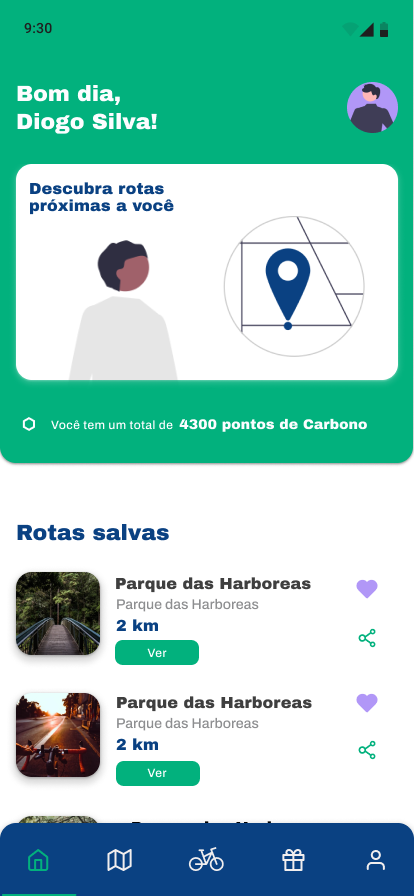 9:30
Bom dia,
Diogo Silva!
Descubra rotas
próximas a você
Você tem um total de 4300 pontos de Carbono
Rotas salvas
Parque das Harboreas
Parque das Harboreas
2 km
Ver
Parque das Harboreas
Parque das Harboreas
2 km
Ver